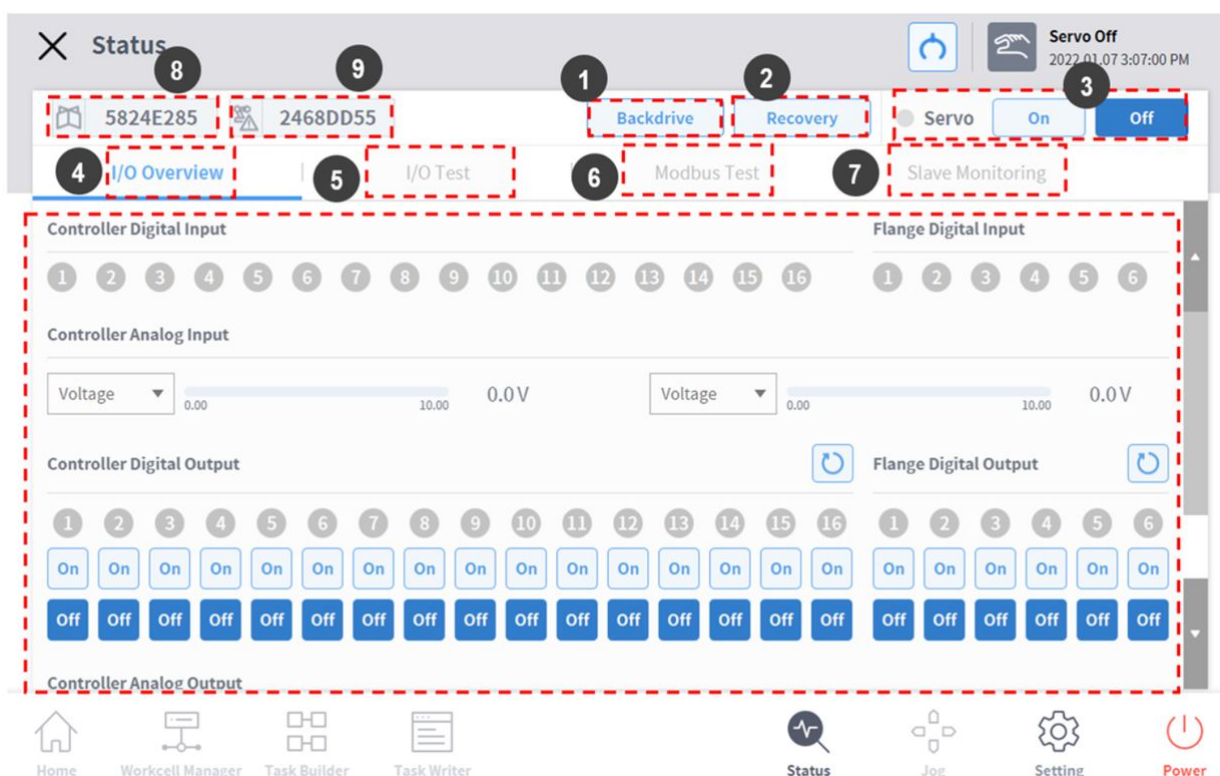 Status
Servo Off
2022.01.07 3:07:00 PM
8
9
1
2
3
5824E285
2468DD55
Backdrive
Recovery
Servo
On
Off
4
I/O Overview
5
I/O Test
6
Modbus Test
7
Slave Monitoring
Controller Digital Input
Flange Digital Input
1 2 3 4 5 6 7 8 9 10 11 12 13 14 15 16
1 2 3 4 5 6
Controller Analog Input
Voltage
0.00
10.00
0.0 V
Voltage
0.00
10.00
0.0 V
Controller Digital Output
Flange Digital Output
1 2 3 4 5 6 7 8 9 10 11 12 13 14 15 16
1 2 3 4 5 6
On On On On On On On On On On On On On On On On
On On On On On On
Off Off Off Off Off Off Off Off Off Off Off Off Off Off Off Off
Off Off Off Off Off Off
Controller Analog Output
Home
Workcell Manager
Task Builder
Task Writer
Status
Jog
Setting
Power